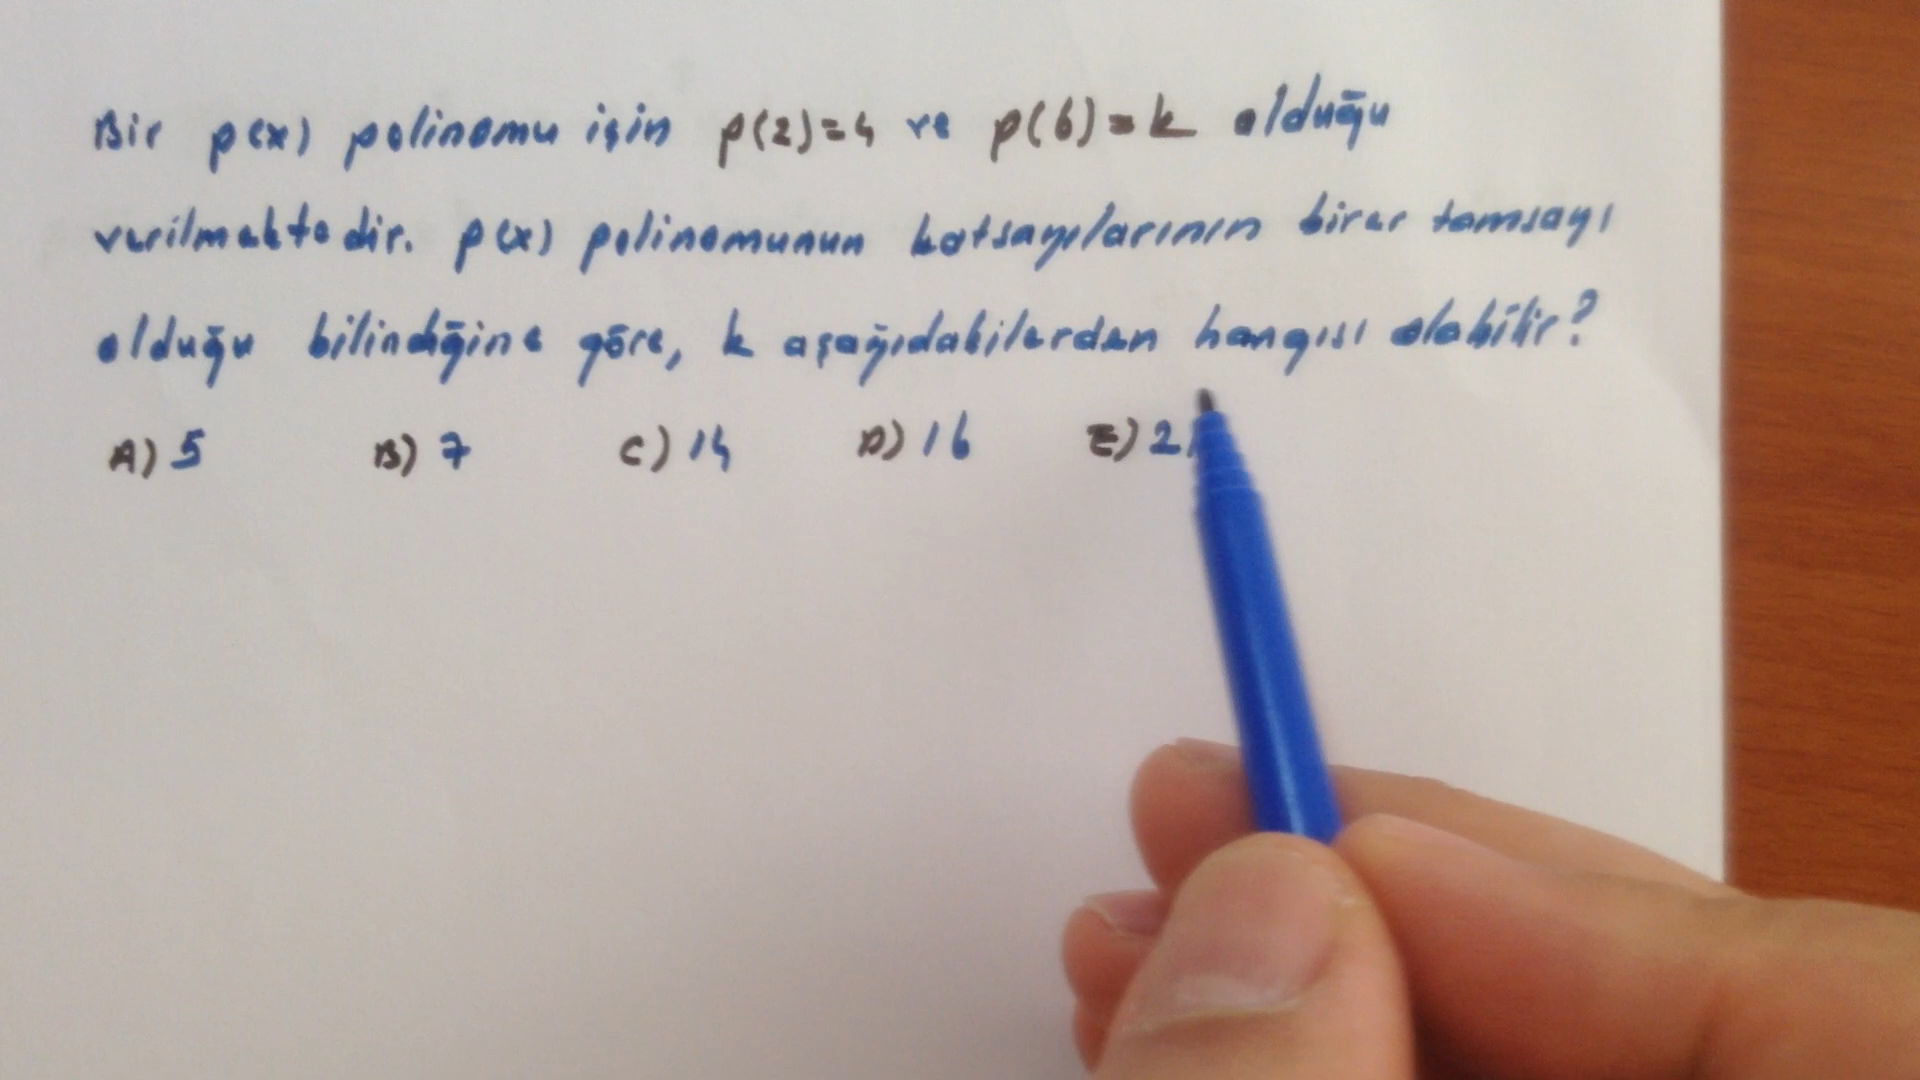 Bir p(x) polinomu için p(2)=4 ve p(6)=k olduğu
verilmektedir. p(x) polinomunun katsayılarının birer tamsayı
olduğu bilindiğine göre, k aşağıdakilerden hangisi olabilir?
A) 5 B) 7 C) 14 D) 16 E)